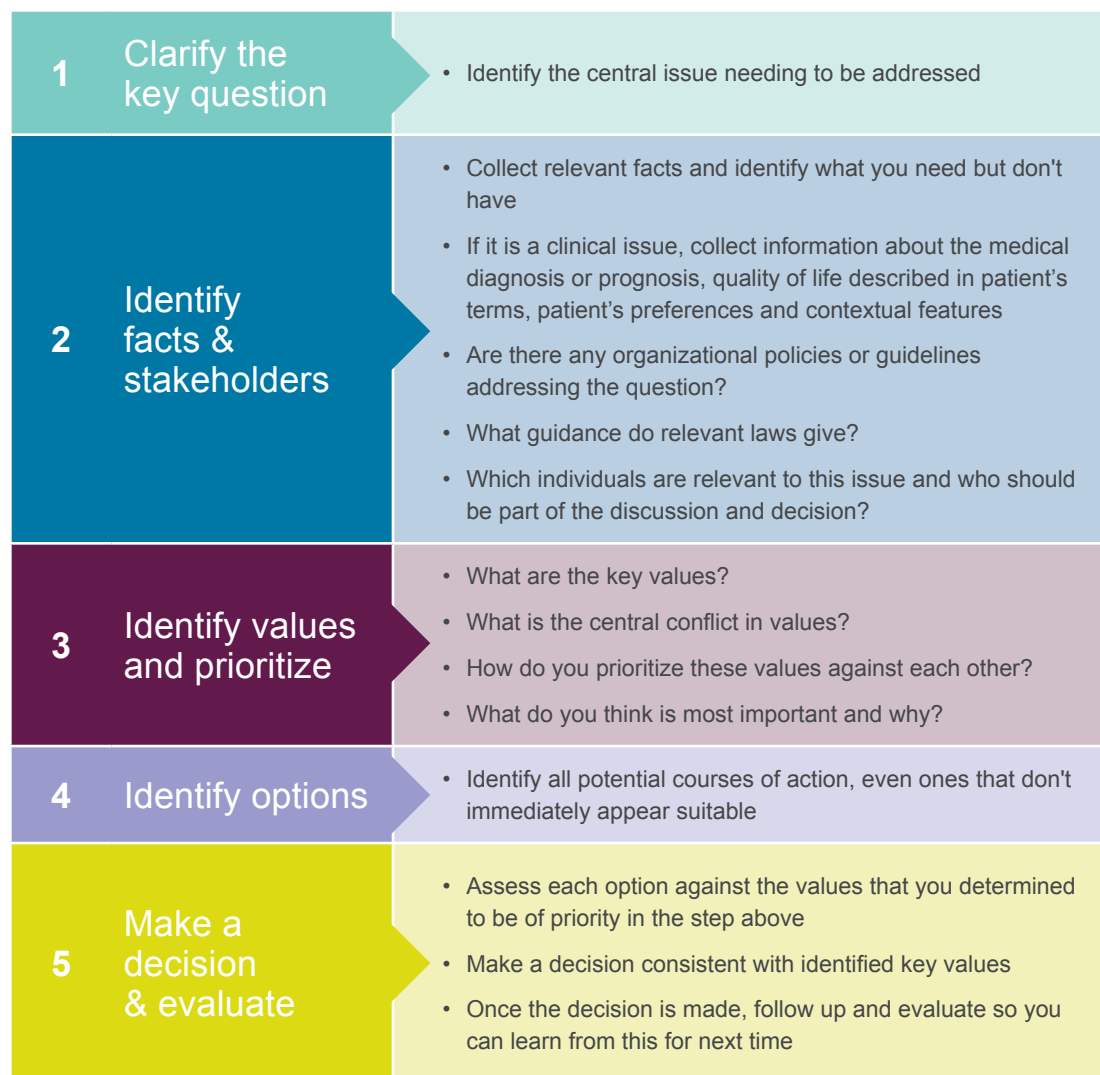 1
Clarify the
key question
• Identify the central issue needing to be addressed
2
Identify
facts &
stakeholders
• Collect relevant facts and identify what you need but don't
have
• If it is a clinical issue, collect information about the medical
diagnosis or prognosis, quality of life described in patient’s
terms, patient’s preferences and contextual features
• Are there any organizational policies or guidelines
addressing the question?
• What guidance do relevant laws give?
• Which individuals are relevant to this issue and who should
be part of the discussion and decision?
3
Identify values
and prioritize
• What are the key values?
• What is the central conflict in values?
• How do you prioritize these values against each other?
• What do you think is most important and why?
4
Identify options
• Identify all potential courses of action, even ones that don't
immediately appear suitable
5
Make a
decision
& evaluate
• Assess each option against the values that you determined
to be of priority in the step above
• Make a decision consistent with identified key values
• Once the decision is made, follow up and evaluate so you
can learn from this for next time